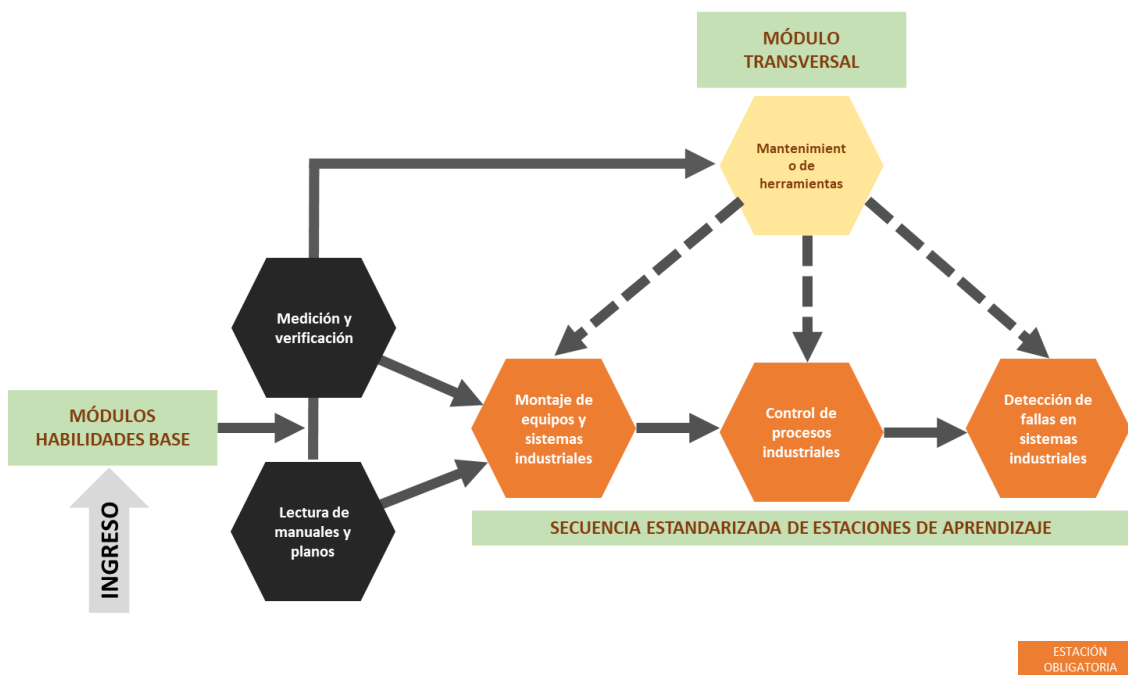 MÓDULO
TRANSVERSAL
Mantenimient
o de
herramientas
Medición y
verificación
MÓDULOS
HABILIDADES BASE
INGRESO
Lectura de
manuales y
planos
Montaje de
equipos y
sistemas
industriales
Control de
procesos
industriales
Detección de
fallas en
sistemas
industriales
SECUENCIA ESTANDARIZADA DE ESTACIONES DE APRENDIZAJE
ESTACIÓN
OBLIGATORIA